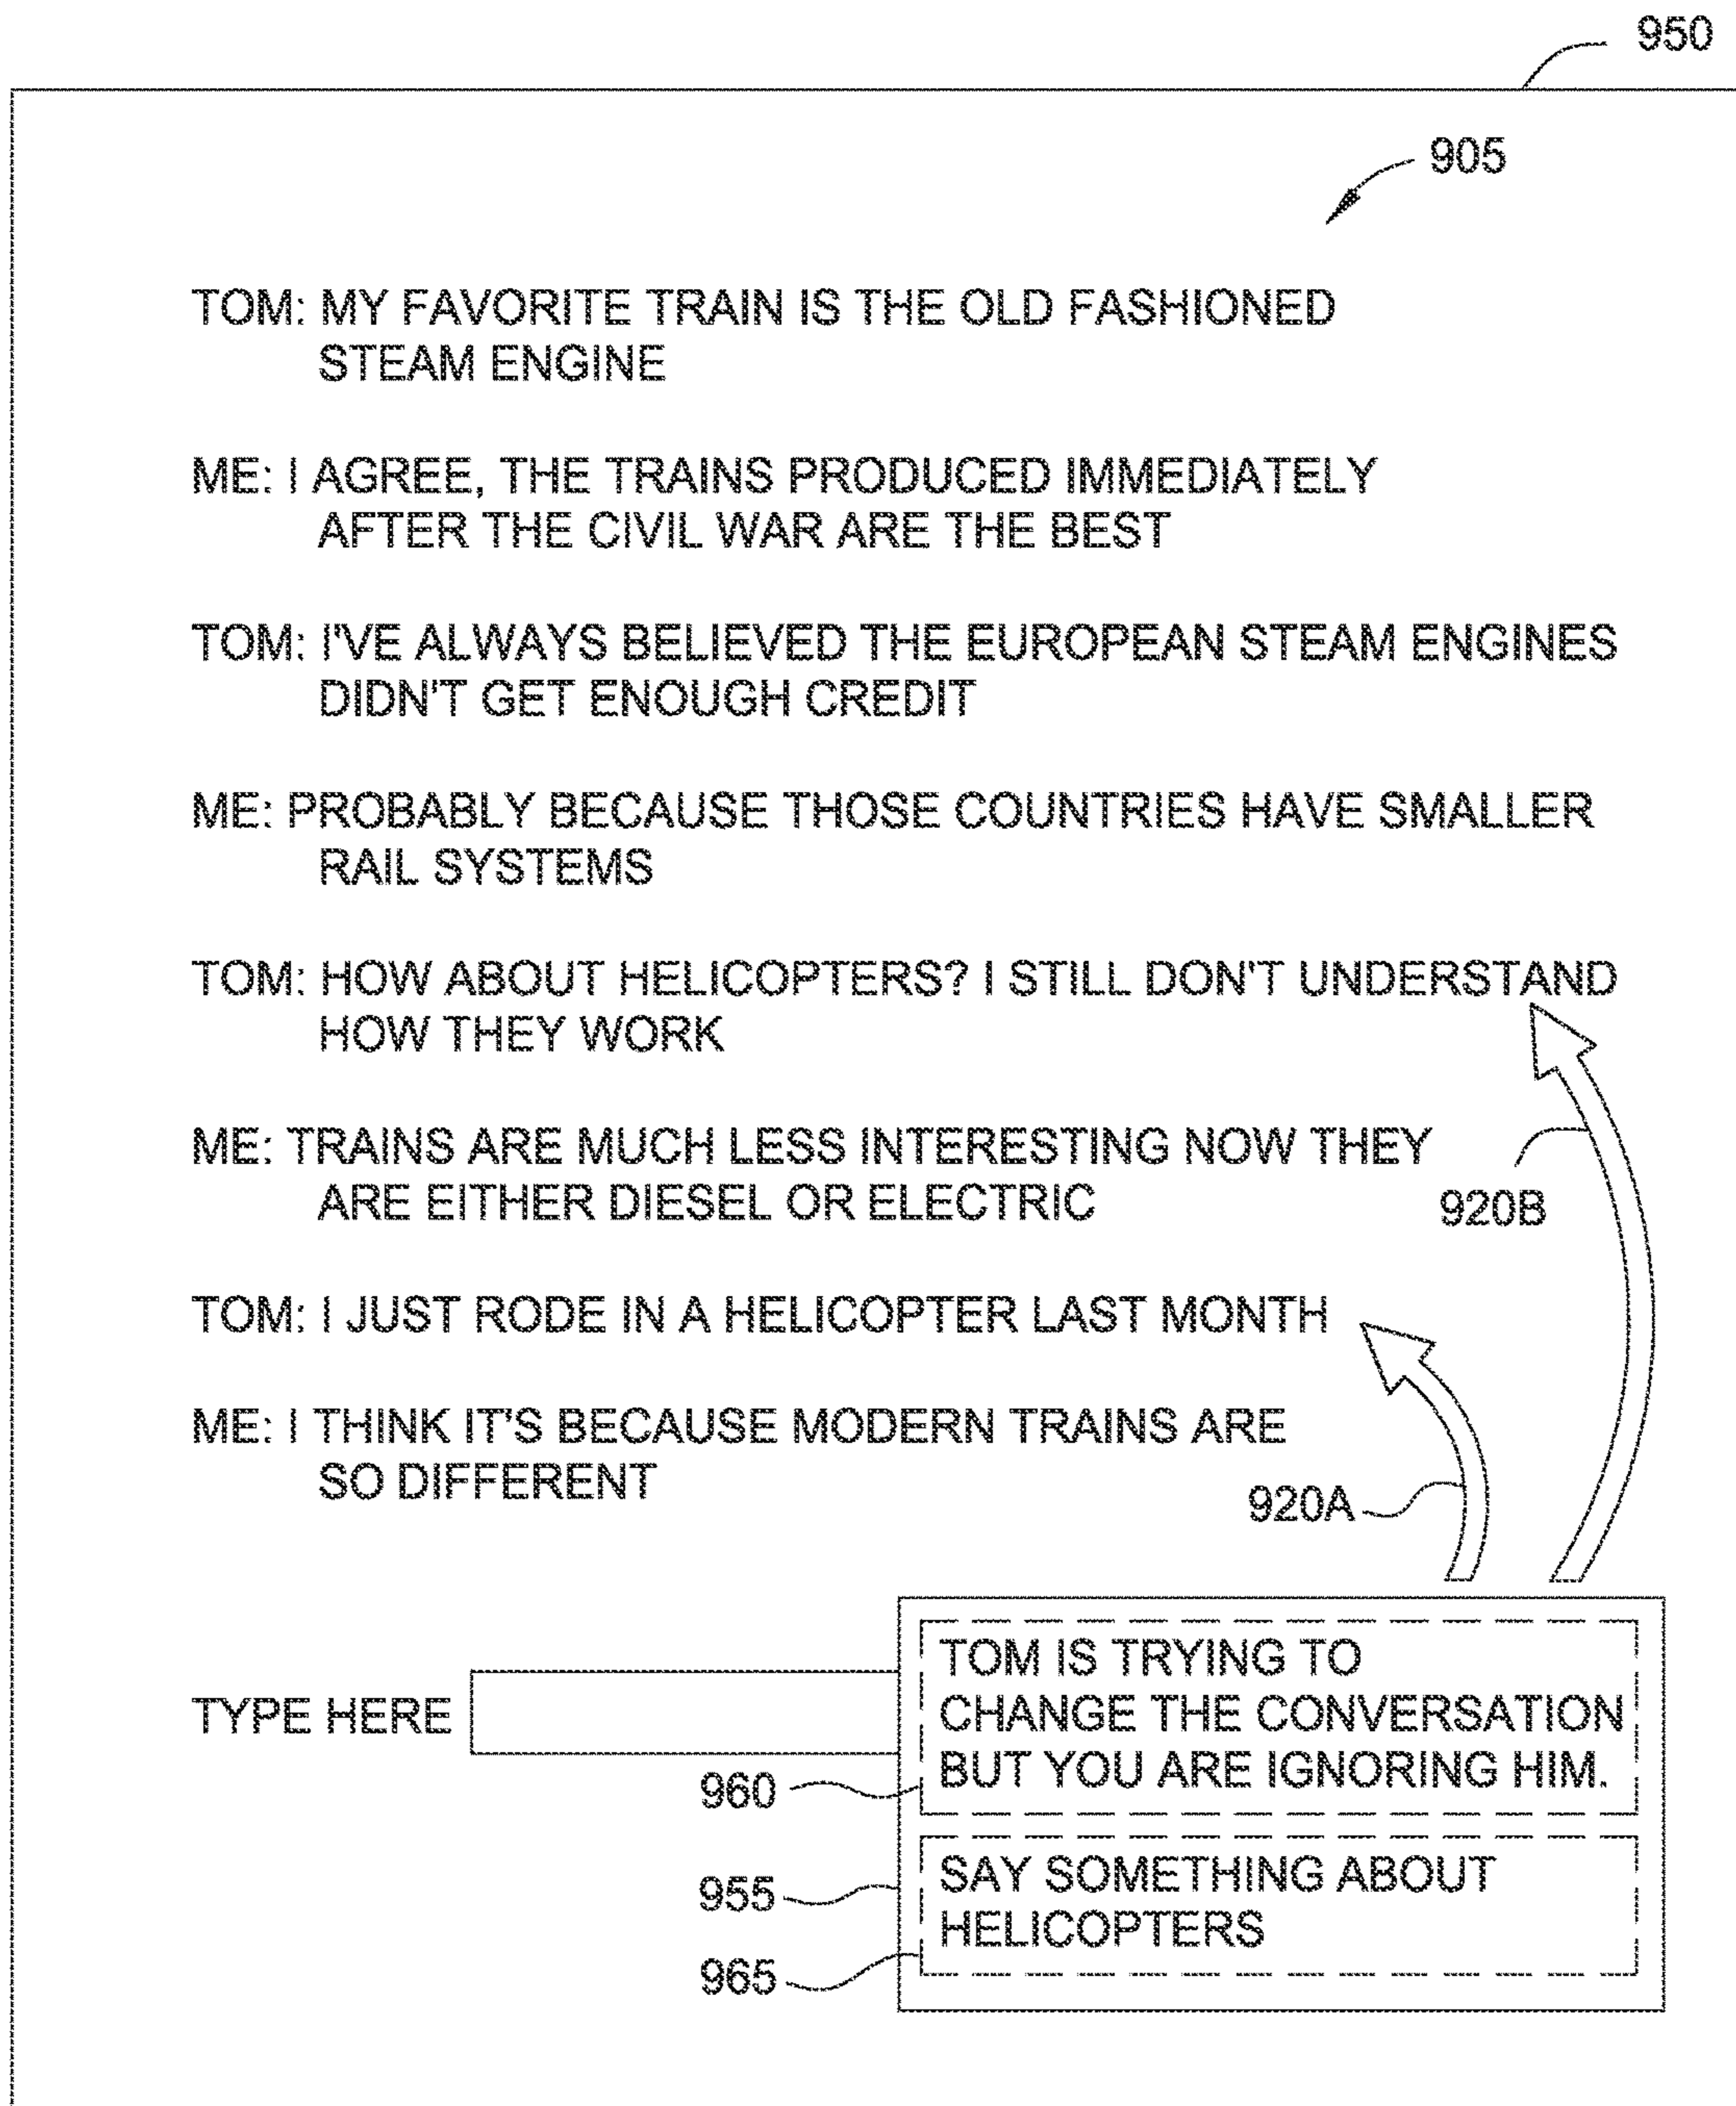 950
905
TOM: MY FAVORITE TRAIN IS THE OLD FASHIONED
STEAM ENGINE
ME: I AGREE, THE TRAINS PRODUCED IMMEDIATELY
AFTER THE CIVIL WAR ARE THE BEST
TOM: I'VE ALWAYS BELIEVED THE EUROPEAN STEAM ENGINES
DIDN'T GET ENOUGH CREDIT
ME: PROBABLY BECAUSE THOSE COUNTRIES HAVE SMALLER
RAIL SYSTEMS
TOM: HOW ABOUT HELICOPTERS? I STILL DON'T UNDERSTAND
HOW THEY WORK
ME: TRAINS ARE MUCH LESS INTERESTING NOW THEY
ARE EITHER DIESEL OR ELECTRIC
920B
TOM: I JUST RODE IN A HELICOPTER LAST MONTH
ME: I THINK IT'S BECAUSE MODERN TRAINS ARE
SO DIFFERENT
920A
TYPE HERE
TOM IS TRYING TO
CHANGE THE CONVERSATION
BUT YOU ARE IGNORING HIM.
960
SAY SOMETHING ABOUT
HELICOPTERS
955
965